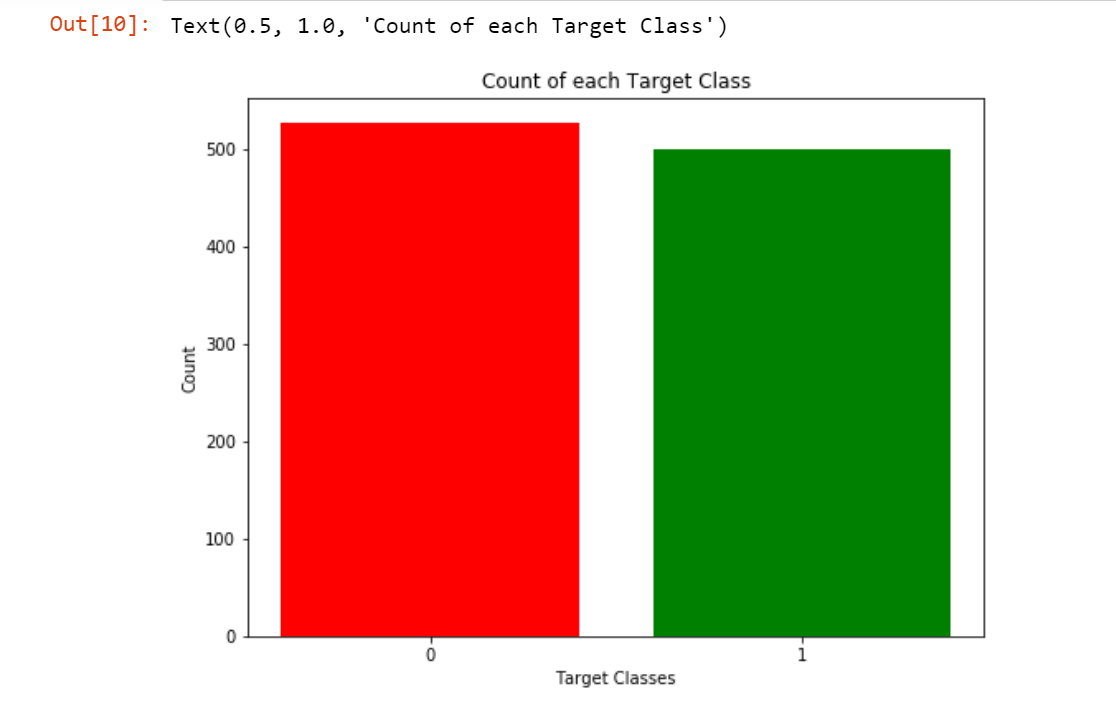 Out[10]: Text(0.5, 1.0, 'Count of each Target Class')
Count of each Target Class
500
400
300
200
100
0
Count
0 1
Target Classes